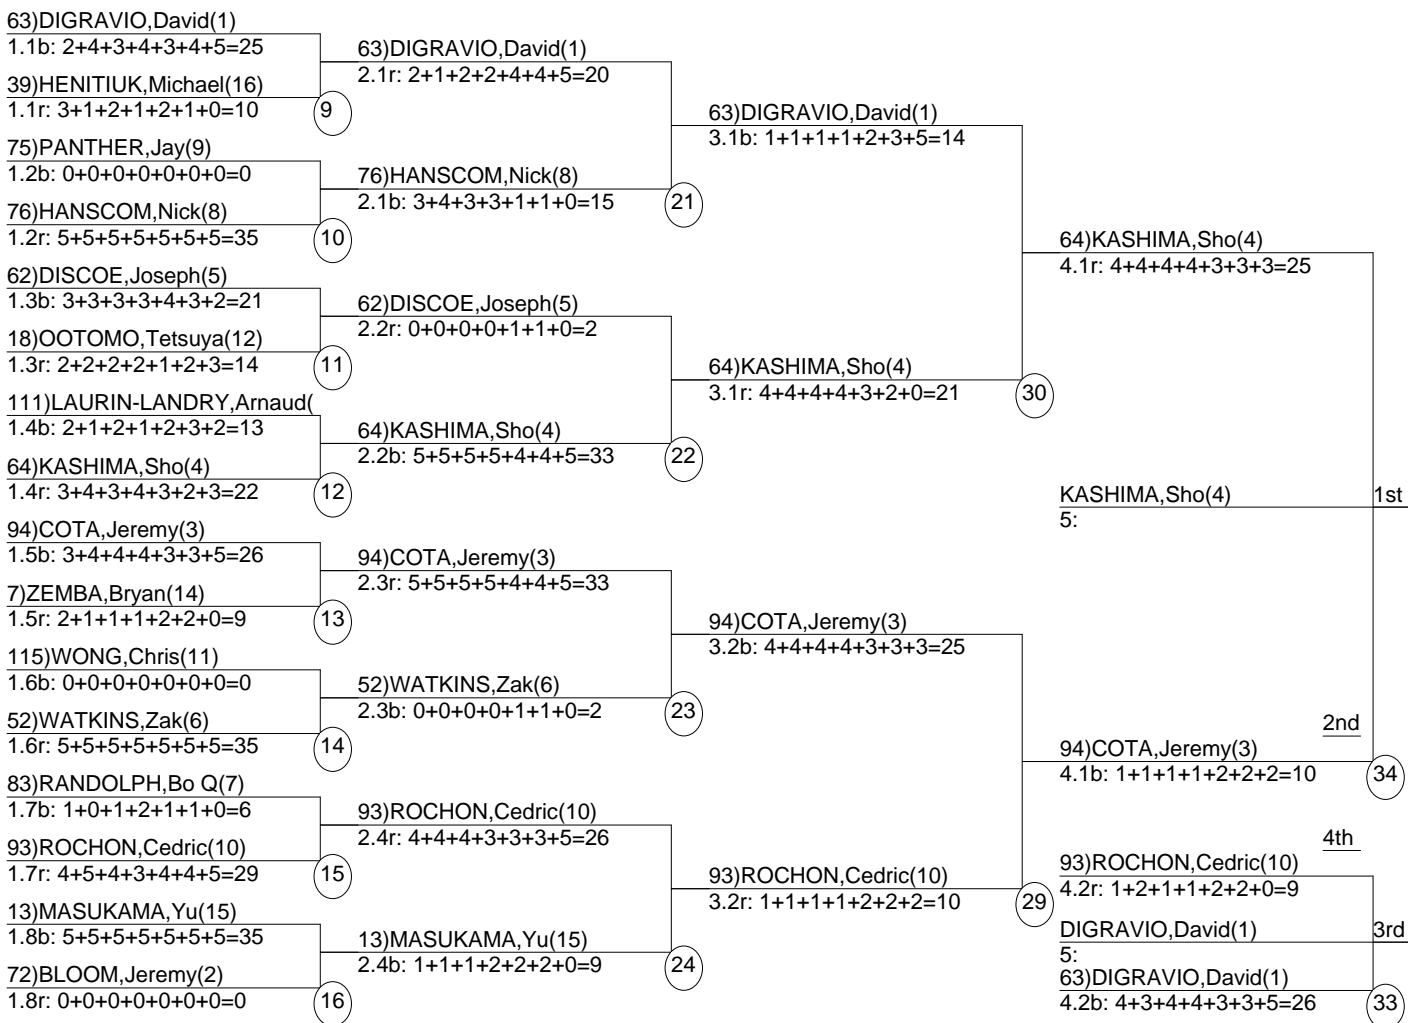 63)DIGRAVIO,David(1)
1.1b: 2+4+3+4+3+4+5=25
39)HENITIUK,Michael(16)
1.1r: 3+1+2+1+2+1+0=10
9
75)PANTHER,Jay(9)
1.2b: 0+0+0+0+0+0+0=0
76)HANSCOM,Nick(8)
1.2r: 5+5+5+5+5+5+5=35
10
62)DISCOE,Joseph(5)
1.3b: 3+3+3+3+4+3+2=21
18)OOTOMO,Tetsuya(12)
1.3r: 2+2+2+2+1+2+3=14
11
111)LAURIN-LANDRY,Arnaud(
1.4b: 2+1+2+1+2+3+2=13
64)KASHIMA,Sho(4)
1.4r: 3+4+3+4+3+2+3=22
12
94)COTA,Jeremy(3)
1.5b: 3+4+4+4+3+3+5=26
7)ZEMBA,Bryan(14)
1.5r: 2+1+1+1+2+2+0=9
13
115)WONG,Chris(11)
1.6b: 0+0+0+0+0+0+0=0
52)WATKINS,Zak(6)
1.6r: 5+5+5+5+5+5+5=35
14
83)RANDOLPH,Bo Q(7)
1.7b: 1+0+1+2+1+1+0=6
93)ROCHON,Cedric(10)
1.7r: 4+5+4+3+4+4+5=29
15
13)MASUKAMA,Yu(15)
1.8b: 5+5+5+5+5+5+5=35
72)BLOOM,Jeremy(2)
1.8r: 0+0+0+0+0+0+0=0
16
63)DIGRAVIO,David(1)
2.1r: 2+1+2+2+4+4+5=20
76)HANSCOM,Nick(8)
2.1b: 3+4+3+3+1+1+0=15
21
62)DISCOE,Joseph(5)
2.2r: 0+0+0+0+1+1+0=2
64)KASHIMA,Sho(4)
2.2b: 5+5+5+5+4+4+5=33
22
94)COTA,Jeremy(3)
2.3r: 5+5+5+5+4+4+5=33
52)WATKINS,Zak(6)
2.3b: 0+0+0+0+1+1+0=2
23
93)ROCHON,Cedric(10)
2.4r: 4+4+4+3+3+3+5=26
13)MASUKAMA,Yu(15)
2.4b: 1+1+1+2+2+2+0=9
24
63)DIGRAVIO,David(1)
3.1b: 1+1+1+1+2+3+5=14
64)KASHIMA,Sho(4)
3.1r: 4+4+4+4+3+2+0=21
30
94)COTA,Jeremy(3)
3.2b: 4+4+4+4+3+3+3=25
93)ROCHON,Cedric(10)
3.2r: 1+1+1+1+2+2+2=10
29
64)KASHIMA,Sho(4)
4.1r: 4+4+4+4+3+3+3=25
KASHIMA,Sho(4)
1st
5:
2nd
94)COTA,Jeremy(3)
4.1b: 1+1+1+1+2+2+2=10
34
4th
93)ROCHON,Cedric(10)
4.2r: 1+2+1+1+2+2+0=9
DIGRAVIO,David(1)
3rd
5:
63)DIGRAVIO,David(1)
4.2b: 4+3+4+4+3+3+5=26
33